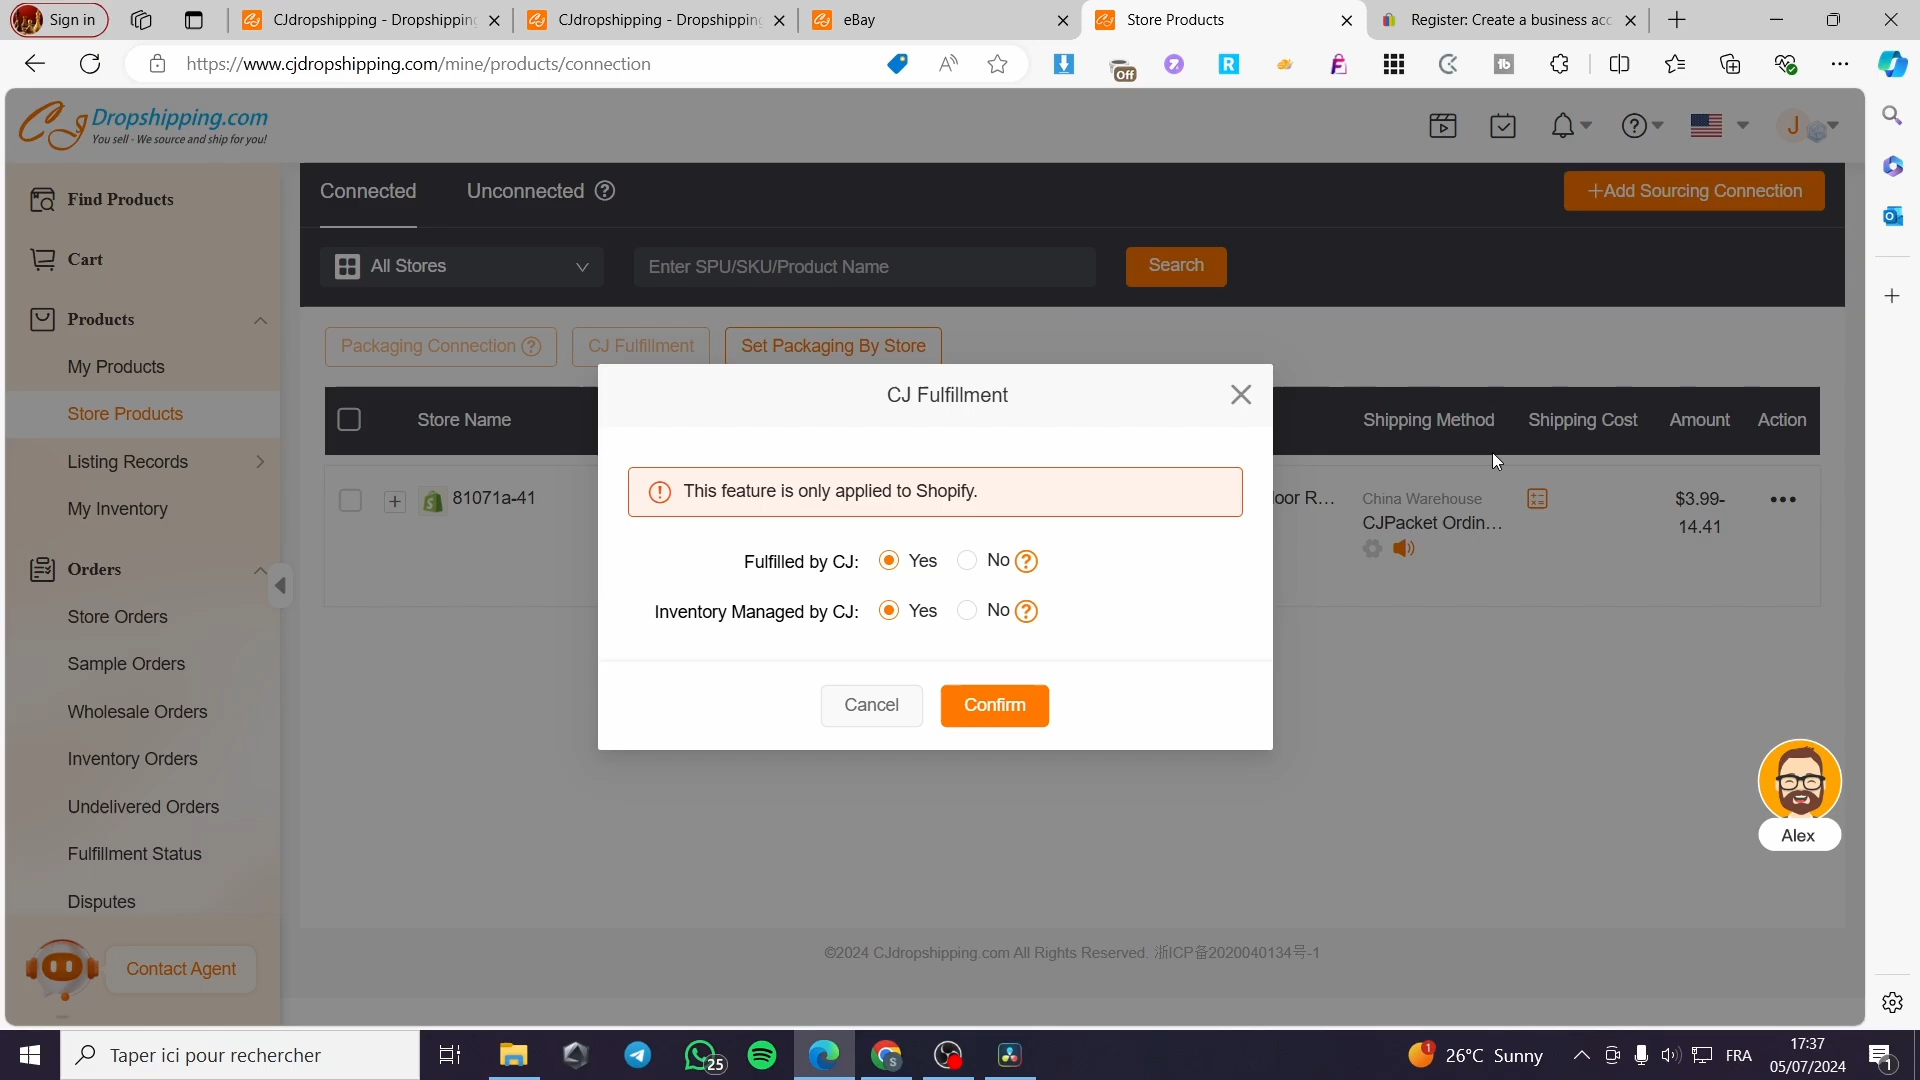 Sign in
CJdropshipping - Dropshipping
CJdropshipping - Dropshipping
eBay
Store Products
Register: Create a business acc
https://www.cjdropshipping.com/mine/products/connection
Off
Dropshipping.com
You sell - We source and ship for you!
J
Find Products
Cart
Products
My Products
Store Products
Listing Records
My Inventory
Orders
Store Orders
Sample Orders
Wholesale Orders
Inventory Orders
Undelivered Orders
Fulfillment Status
Disputes
Contact Agent
Connected
Unconnected
+Add Sourcing Connection
All Stores
Enter SPU/SKU/Product Name
Search
Packaging Connection
CJ Fulfillment
Set Packaging By Store
Store Name
Shipping Method
Shipping Cost
Amount
Action
81071a-41
oor R...
China Warehouse
CJPacket Ordin...
$3.99-
14.41
CJ Fulfillment
This feature is only applied to Shopify.
Fulfilled by CJ:
Yes
No
Inventory Managed by CJ:
Yes
No
Cancel
Confirm
Alex
©2024 CJdropshipping.com All Rights Reserved. 浙ICP备2020040134号-1
Taper ici pour rechercher
25
1
26°C Sunny
FRA
17:37
05/07/2024
1